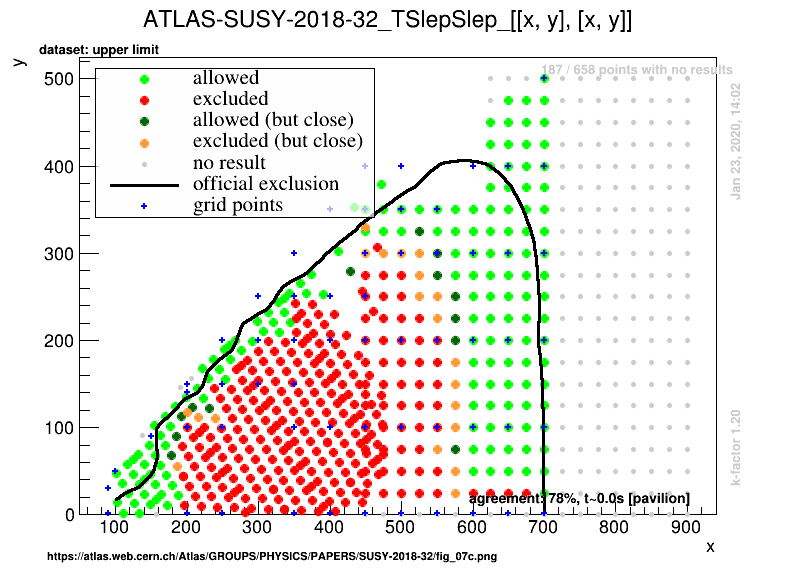 ATLAS-SUSY-2018-32_TSlepSlep_[[x, y], [x, y]]
dataset: upper limit
y
187 / 658 points with no results
allowed
excluded
allowed (but close)
excluded (but close)
no result
official exclusion
grid points
Jan 23, 2020, 14:02
k-factor 1.20
500
400
300
200
100
0
agreement: 78%, t~0.0s [pavilion]
100 200 300 400 500 600 700 800 900
x
https://atlas.web.cern.ch/Atlas/GROUPS/PHYSICS/PAPERS/SUSY-2018-32/fig_07c.png